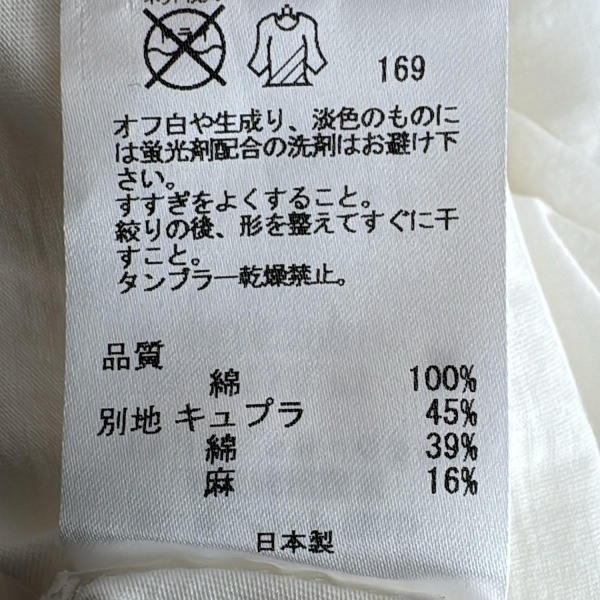 ドライ
169
オフ白や生成り、淡色のものに
は蛍光剤配合の洗剤はお避け下
さい。
すすぎをよくすること。
絞りの後、形を整えてすぐに干
すこと。
タンブラー乾燥禁止。
品質
綿 100%
別地 キュプラ 45%
綿 39%
麻 16%
日本製